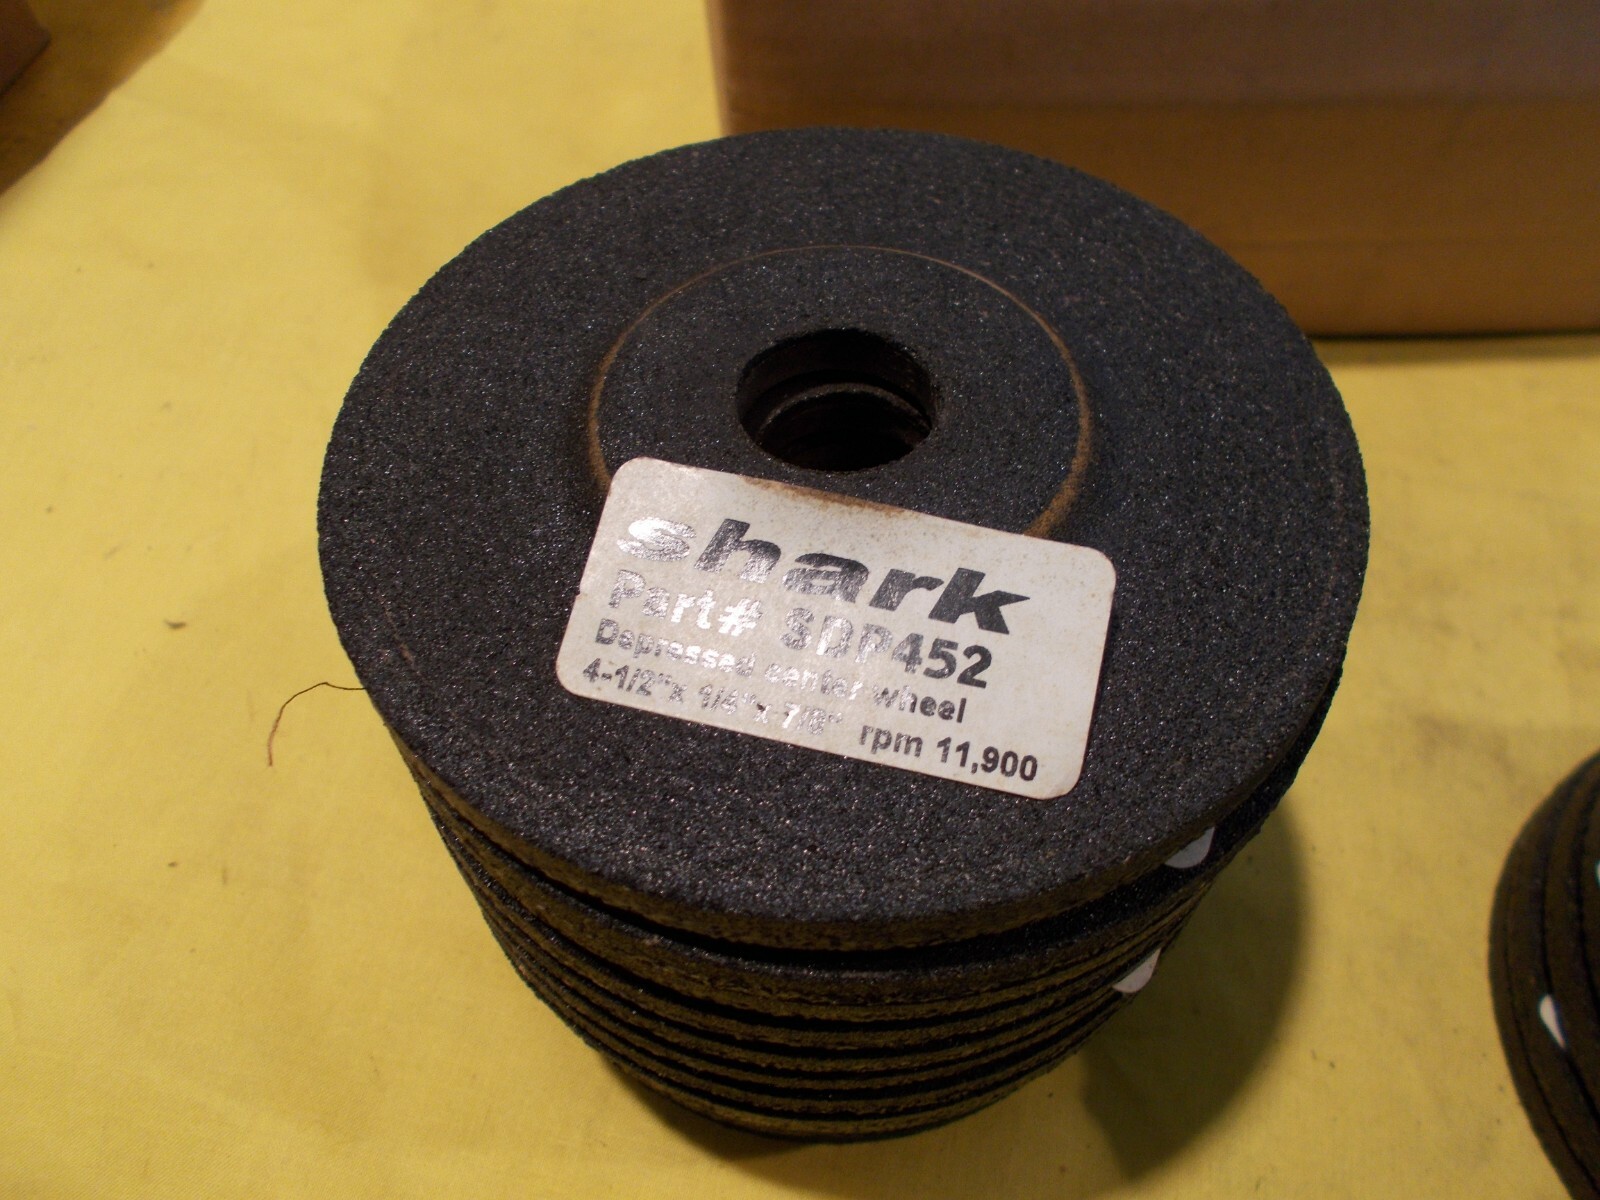 shark
Part# SDP452
Depressed center wheel
4-1/2"x 1/4"x 7/8" rpm 11,900